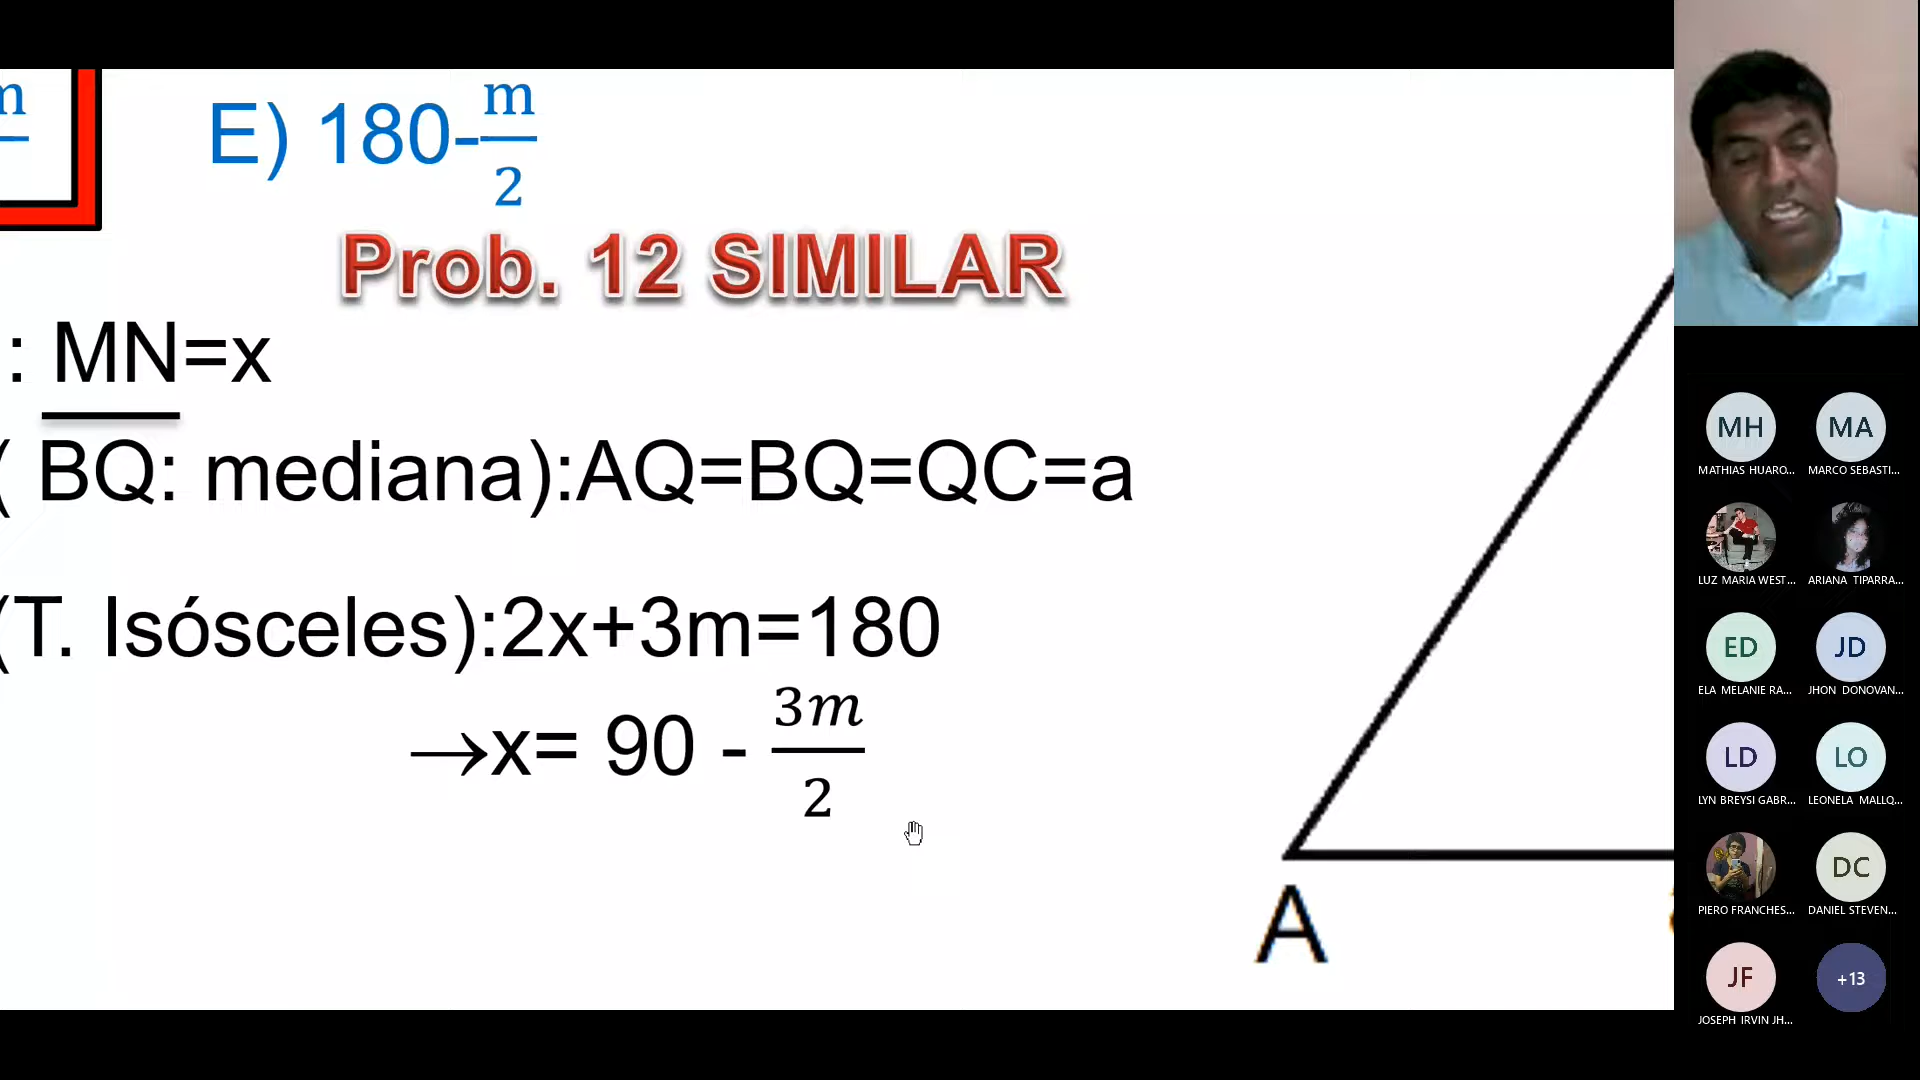 m
E) 180-m/2
Prob. 12 SIMILAR
: MN=x
( BQ: mediana):AQ=BQ=QC=a
(T. Isósceles):2x+3m=180
→x= 90 - 3m/2
A
MH
MA
MATHIAS HUARO...
MARCO SEBASTI...
LUZ MARIA WEST...
ARIANA TIPARRA...
ED
JD
ELA MELANIE RA...
JHON DONOVAN...
LD
LO
LYN BREYSI GABR...
LEONELA MALLQ...
DC
PIERO FRANCHES...
DANIEL STEVEN...
JF
+13
JOSEPH IRVIN JH...